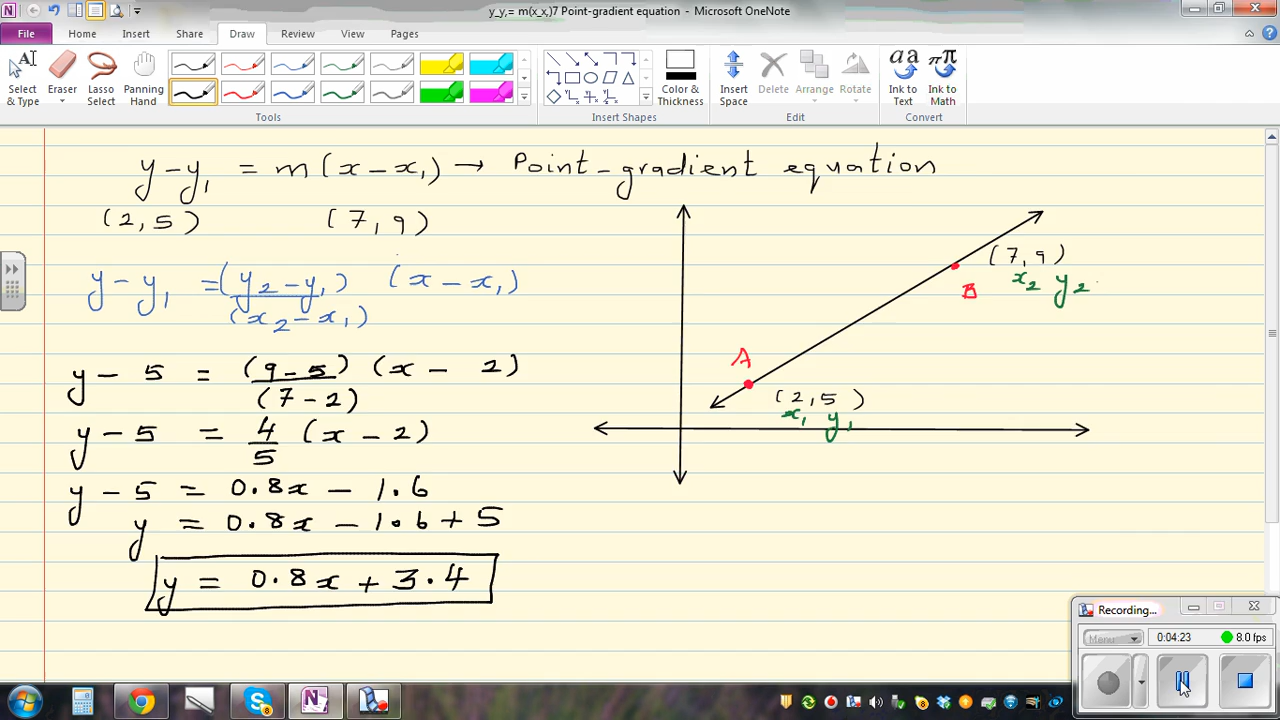 y_y,= m(x_x,)7 Point-gradient equation - Microsoft OneNote
File Home Insert Share Draw Review View Pages
Select & Type
Eraser
Lasso Select
Panning Hand
Color & Thickness
Insert Space
Delete
Arrange
Rotate
Ink to Text
Ink to Math
Tools Insert Shapes Edit Convert
y-y₁ = m(x-x₁) → Point-gradient equation
(2,5) (7,9)
y-y₁ = (y₂-y₁)/(x₂-x₁) (x-x₁)
y-5 = (9-5)/(7-2) (x-2)
y-5 = 4/5 (x-2)
y-5 = 0.8x - 1.6
y = 0.8x - 1.6 + 5
y = 0.8x + 3.4
(7,9)
x₂ y₂
B
A
(2,5)
x₁ y₁
Recording...
Menu
0:04:23
8.0 fps